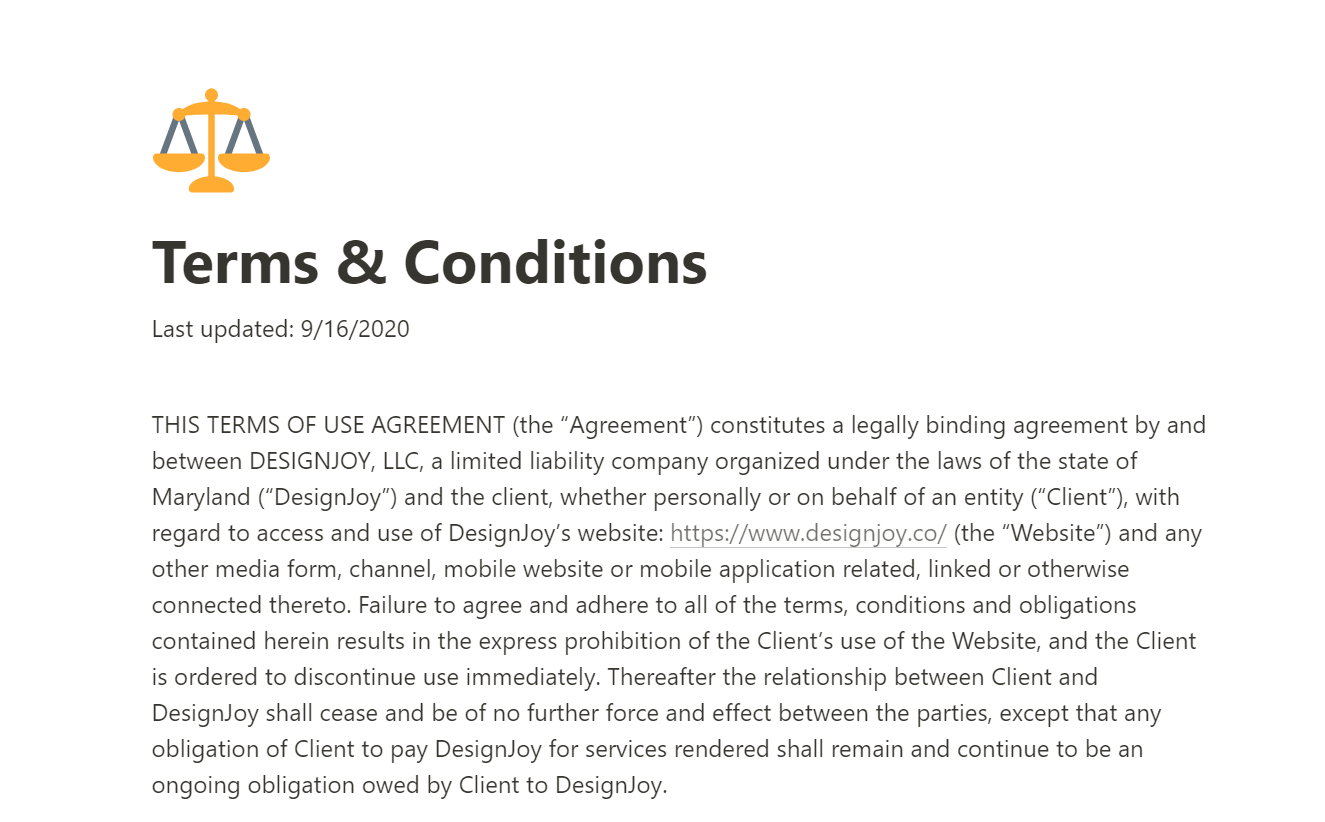 Terms & Conditions
Last updated: 9/16/2020
THIS TERMS OF USE AGREEMENT (the “Agreement”) constitutes a legally binding agreement by and
between DESIGNJOY, LLC, a limited liability company organized under the laws of the state of
Maryland (“DesignJoy”) and the client, whether personally or on behalf of an entity (“Client”), with
regard to access and use of DesignJoy’s website: https://www.designjoy.co/ (the “Website”) and any
other media form, channel, mobile website or mobile application related, linked or otherwise
connected thereto. Failure to agree and adhere to all of the terms, conditions and obligations
contained herein results in the express prohibition of the Client’s use of the Website, and the Client
is ordered to discontinue use immediately. Thereafter the relationship between Client and
DesignJoy shall cease and be of no further force and effect between the parties, except that any
obligation of Client to pay DesignJoy for services rendered shall remain and continue to be an
ongoing obligation owed by Client to DesignJoy.